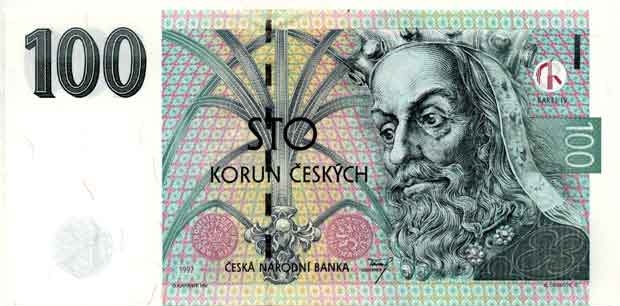 100
STO
KORUN ČESKÝCH
KAREL IV.
100
1997
ČESKÁ NÁRODNÍ BANKA